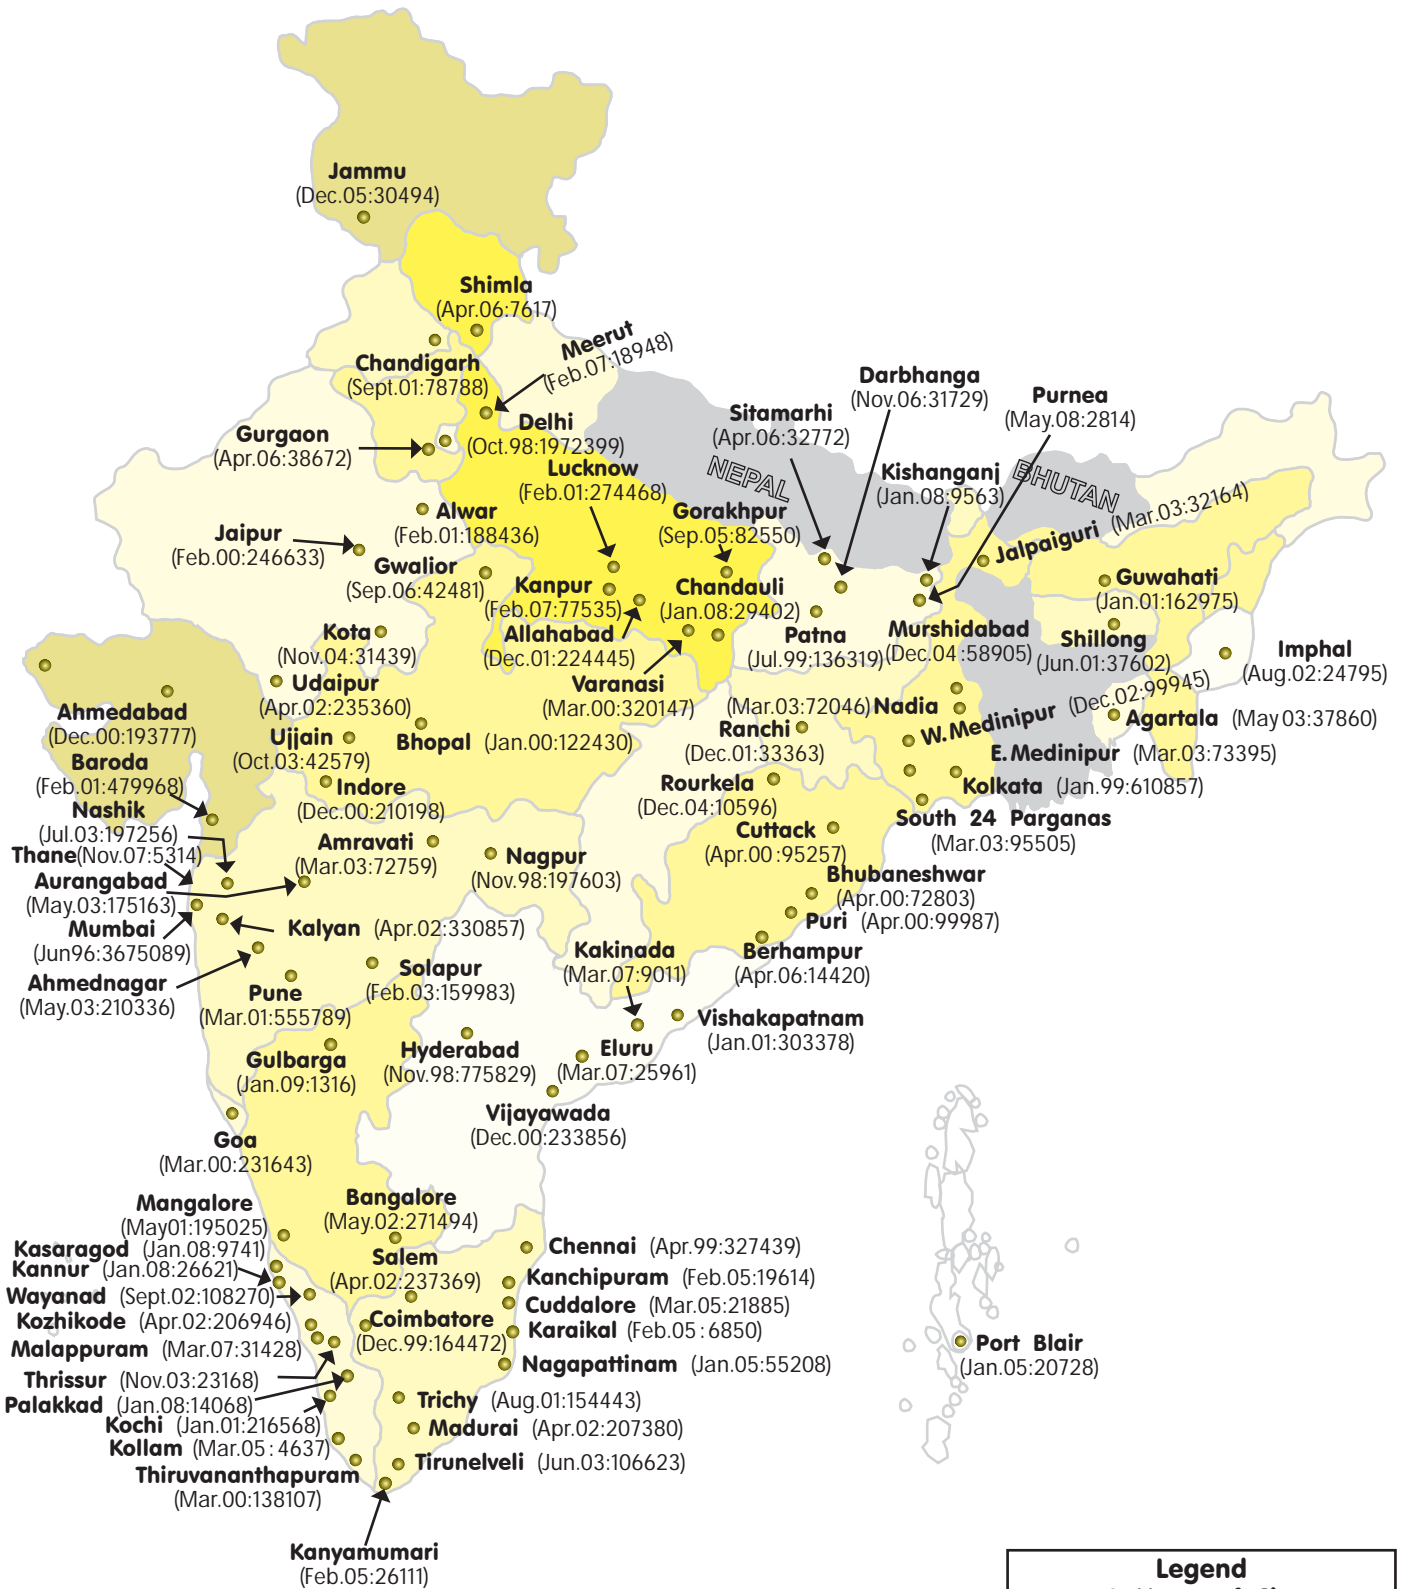 Jammu
(Dec.05:30494)
Shimla
(Apr.06:7617)
Meerut
(Feb.07:18948)
Chandigarh
(Sept.01:78788)
Darbhanga
(Nov.06:31729)
Purnea
(May.08:2814)
Sitamarhi
(Apr.06:32772)
Delhi
(Oct.98:1972399)
Gurgaon
(Apr.06:38672)
Lucknow
(Feb.01:274468)
NEPAL
Kishanganj
(Jan.08:9563)
BHUTAN
Alwar
(Feb.01:188436)
Gorakhpur
(Sep.05:82550)
Jalpaiguri (Mar.03:32164)
Jaipur
(Feb.00:246633)
Gwalior
(Sep.06:42481)
Kanpur
(Feb.07:77535)
Chandauli
(Jan.08:29402)
Guwahati
(Jan.01:162975)
Kota
(Nov.04:31439)
Allahabad
(Dec.01:224445)
Patna
(Jul.99:136319)
Murshidabad
(Dec.04:58905)
Shillong
(Jun.01:37602)
Imphal
(Aug.02:24795)
Udaipur
(Apr.02:235360)
Varanasi
(Mar.00:320147)
(Mar.03:72046) Nadia
W.Medinipur (Dec.02:99945)
Agartala (May 03:37860)
Ahmedabad
(Dec.00:193777)
Ujjain
(Oct.03:42579)
Bhopal (Jan.00:122430)
Ranchi
(Dec.01:33363)
E.Medinipur (Mar.03:73395)
Baroda
(Feb.01:479968)
Indore
(Dec.00:210198)
Rourkela
(Dec.04:10596)
Kolkata (Jan.99:610857)
South 24 Parganas
(Mar.03:95505)
Nashik
(Jul.03:197256)
Thane(Nov.07:5314)
Amravati
(Mar.03:72759)
Nagpur
(Nov.98:197603)
Cuttack
(Apr.00:95257)
Aurangabad
(May.03:175163)
Bhubaneshwar
(Apr.00:72803)
Puri (Apr.00:99987)
Mumbai
(Jun96:3675089)
Kalyan (Apr.02:330857)
Kakinada
(Mar.07:9011)
Berhampur
(Apr.06:14420)
Ahmednagar
(May.03:210336)
Solapur
(Feb.03:159983)
Pune
(Mar.01:555789)
Vishakapatnam
(Jan.01:303378)
Gulbarga
(Jan.09:1316)
Hyderabad
(Nov.98:775829)
Eluru
(Mar.07:25961)
Vijayawada
(Dec.00:233856)
Goa
(Mar.00:231643)
Mangalore
(May01:195025)
Bangalore
(May.02:271494)
Kasaragod (Jan.08:9741)
Chennai (Apr.99:327439)
Kannur (Jan.08:26621)
Salem
(Apr.02:237369)
Kanchipuram (Feb.05:19614)
Wayanad (Sept.02:108270)
Cuddalore (Mar.05:21885)
Kozhikode (Apr.02:206946)
Coimbatore
(Dec.99:164472)
Karaikal (Feb.05:6850)
Malappuram (Mar.07:31428)
Port Blair
(Jan.05:20728)
Nagapattinam (Jan.05:55208)
Thrissur (Nov.03:23168)
Palakkad (Jan.08:14068)
Trichy (Aug.01:154443)
Kochi (Jan.01:216568)
Madurai (Apr.02:207380)
Kollam (Mar.05:4637)
Tirunelveli (Jun.03:106623)
Thiruvananthapuram
(Mar.00:138107)
Kanyamumari
(Feb.05:26111)
Legend